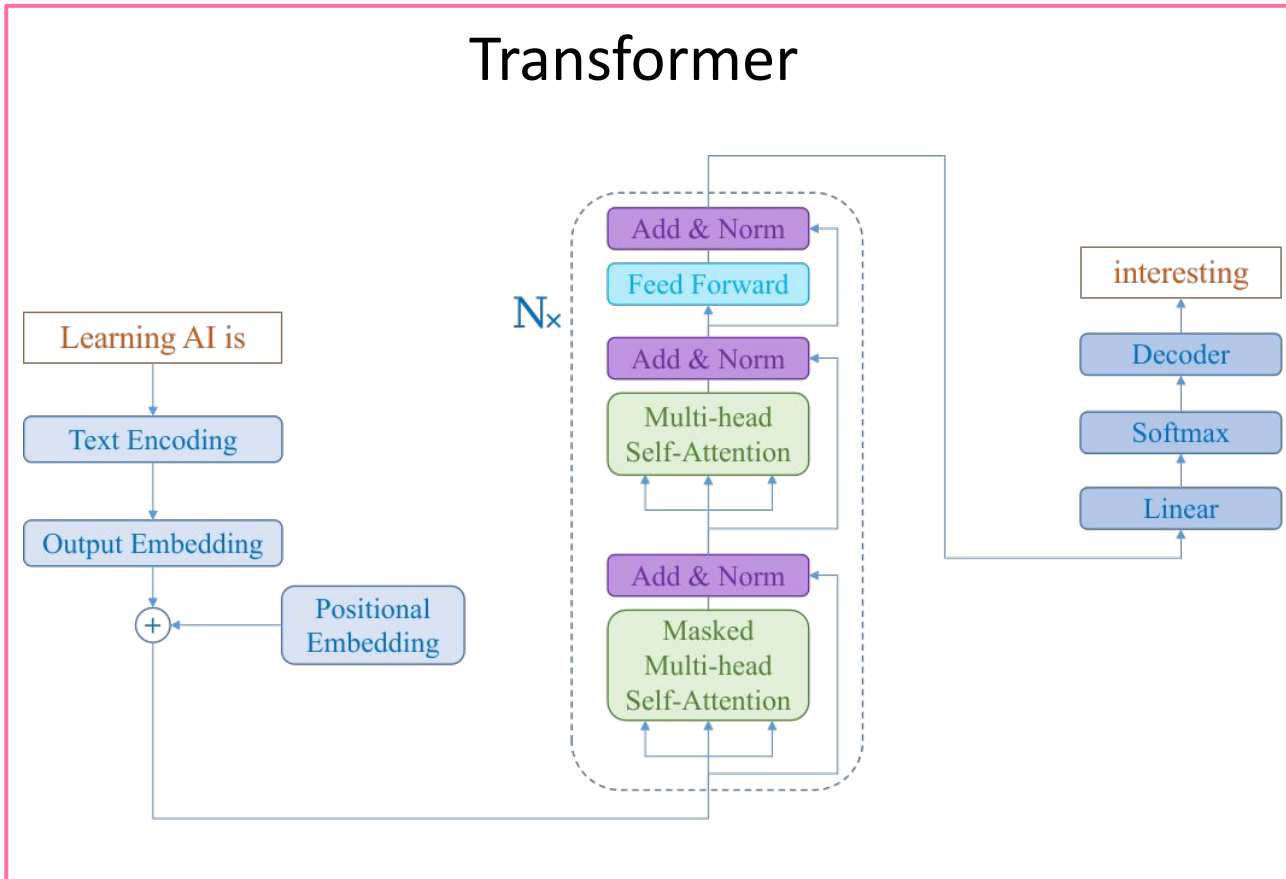 Transformer
Learning AI is
Text Encoding
Output Embedding
+
Positional
Embedding
N×
Add & Norm
Feed Forward
Add & Norm
Multi-head
Self-Attention
Add & Norm
Masked
Multi-head
Self-Attention
interesting
Decoder
Softmax
Linear